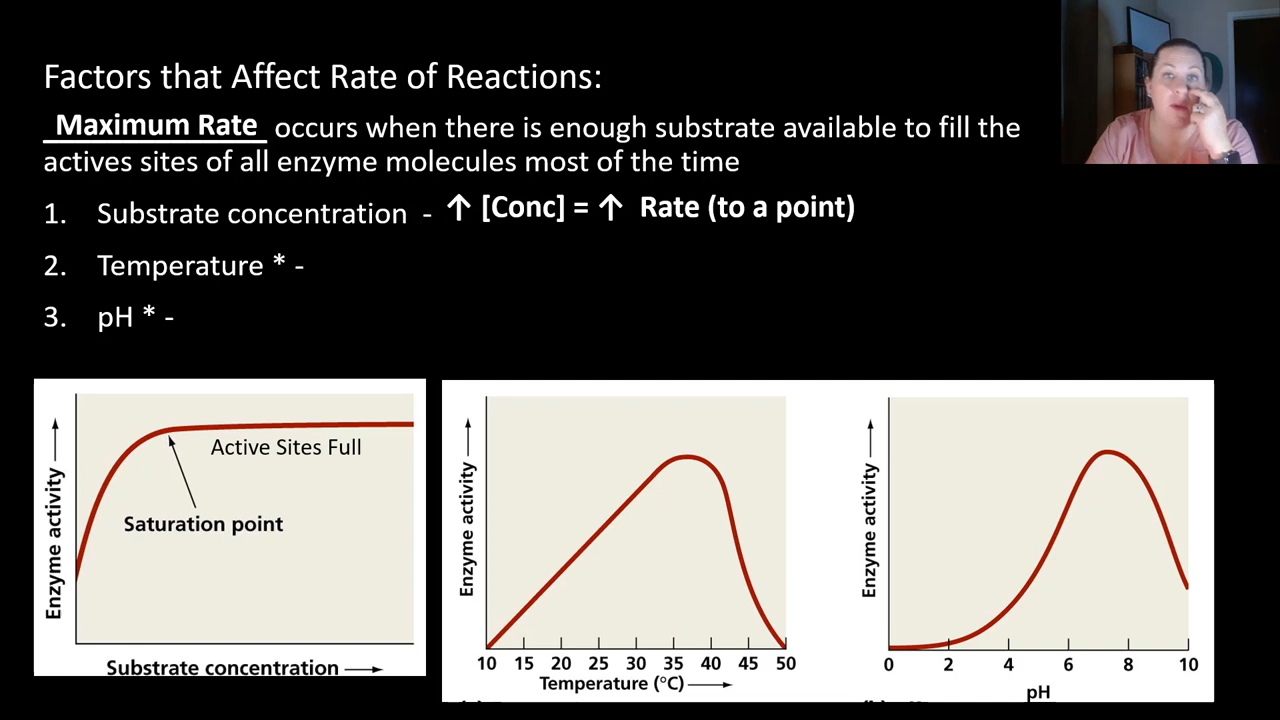 Factors that Affect Rate of Reactions:
Maximum Rate occurs when there is enough substrate available to fill the
actives sites of all enzyme molecules most of the time
1. Substrate concentration - ↑ [Conc] = ↑ Rate (to a point)
2. Temperature * -
3. pH * -
Enzyme activity
Active Sites Full
Saturation point
Substrate concentration
Enzyme activity
10 15 20 25 30 35 40 45 50
Temperature (°C)
Enzyme activity
0 2 4 6 8 10
pH